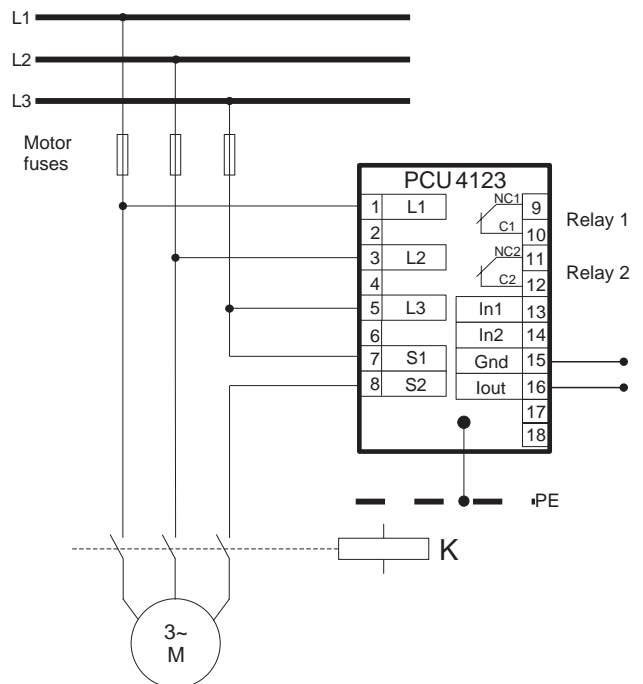 L1
L2
L3
Motor
fuses
PCU 4123
1 L1 NC1 9
Relay 1
2 C1 10
3 L2 NC2 11
Relay 2
4 C2 12
5 L3 In1 13
6 In2 14
7 S1 Gnd 15
8 S2 Iout 16
17
18
PE
K
3~
M